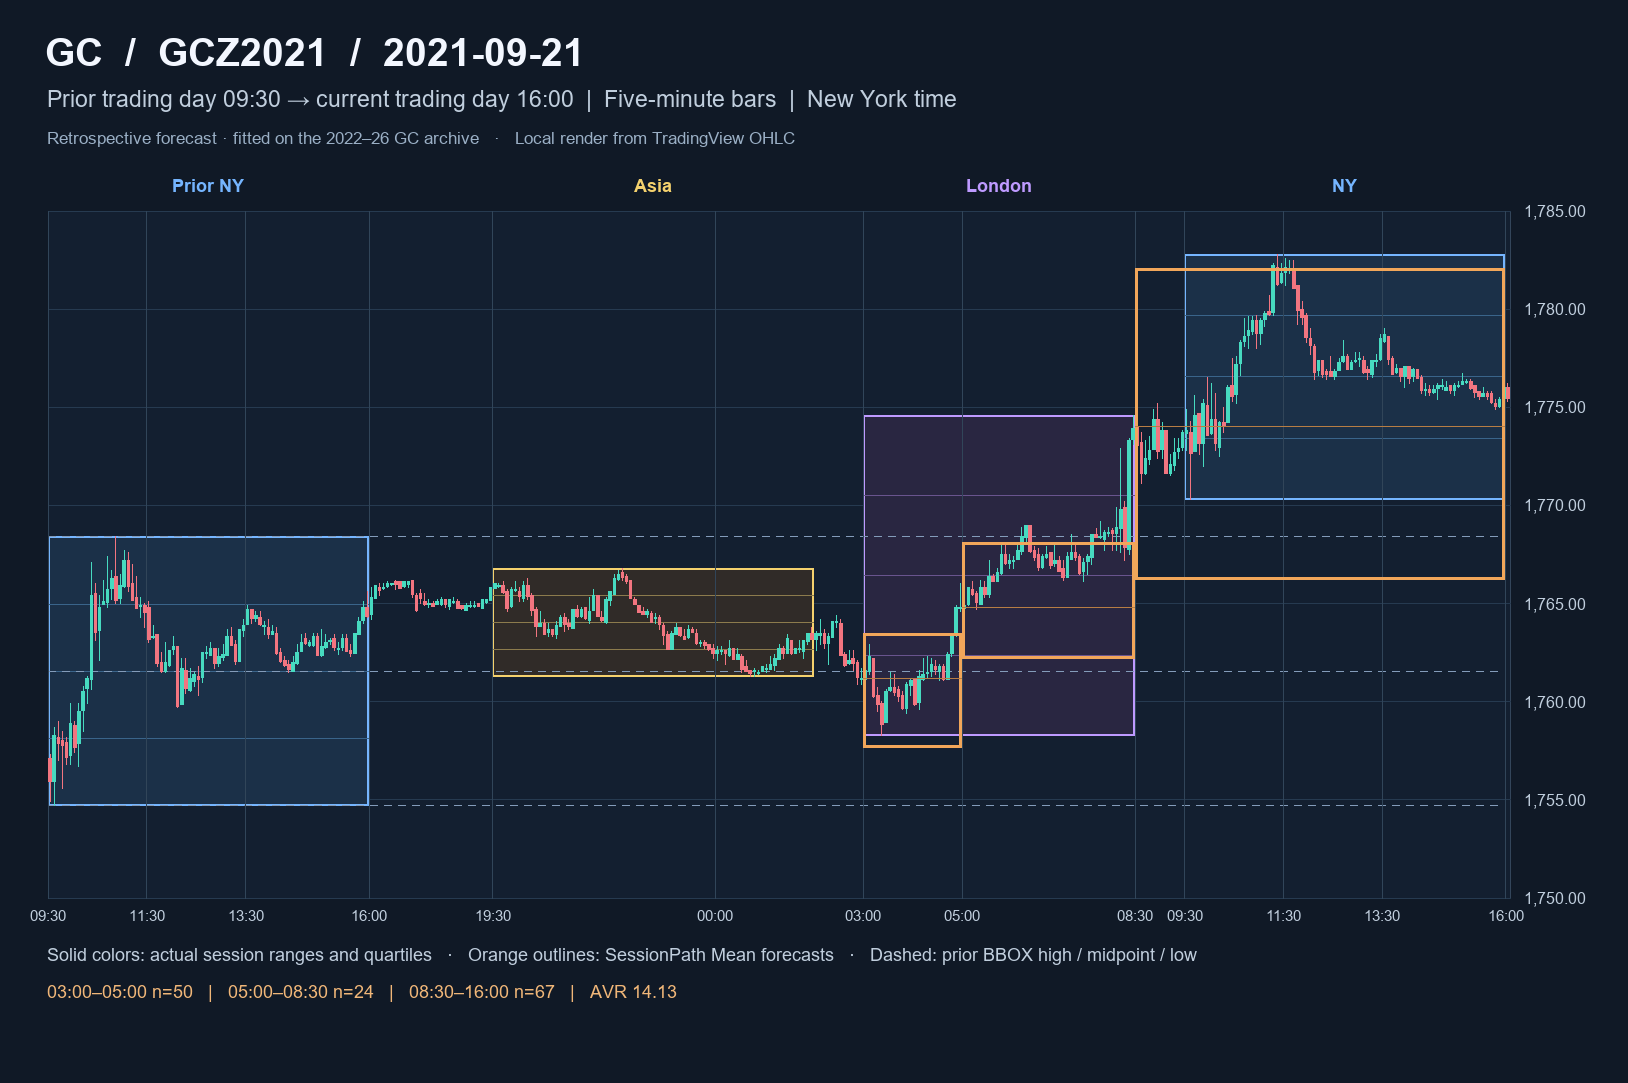 GC / GCZ2021 / 2021-09-21
Prior trading day 09:30 → current trading day 16:00 | Five-minute bars | New York time
Retrospective forecast · fitted on the 2022–26 GC archive · Local render from TradingView OHLC
Prior NY Asia London NY
1,785.00
1,780.00
1,775.00
1,770.00
1,765.00
1,760.00
1,755.00
1,750.00
09:30 11:30 13:30 16:00 19:30 00:00 03:00 05:00 08:30 09:30 11:30 13:30 16:00
Solid colors: actual session ranges and quartiles · Orange outlines: SessionPath Mean forecasts · Dashed: prior BBOX high / midpoint / low
03:00–05:00 n=50 | 05:00–08:30 n=24 | 08:30–16:00 n=67 | AVR 14.13